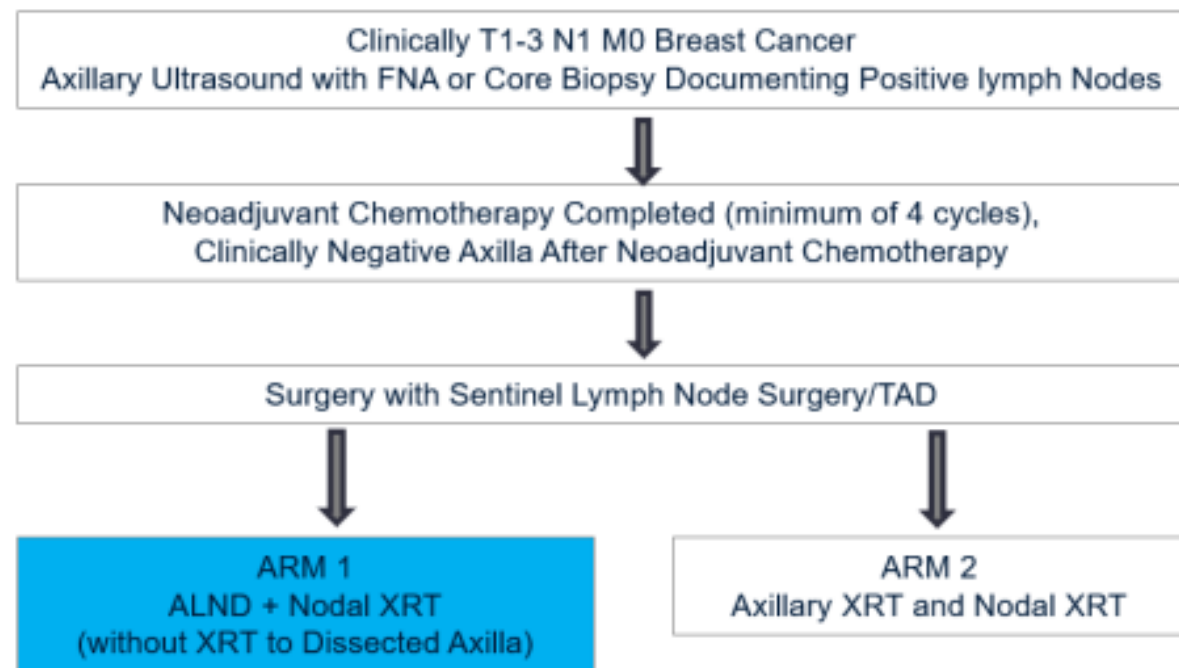 Clinically T1-3 N1 M0 Breast Cancer
Axillary Ultrasound with FNA or Core Biopsy Documenting Positive lymph Nodes
Neoadjuvant Chemotherapy Completed (minimum of 4 cycles),
Clinically Negative Axilla After Neoadjuvant Chemotherapy
Surgery with Sentinel Lymph Node Surgery/TAD
ARM 1
ALND + Nodal XRT
(without XRT to Dissected Axilla)
ARM 2
Axillary XRT and Nodal XRT